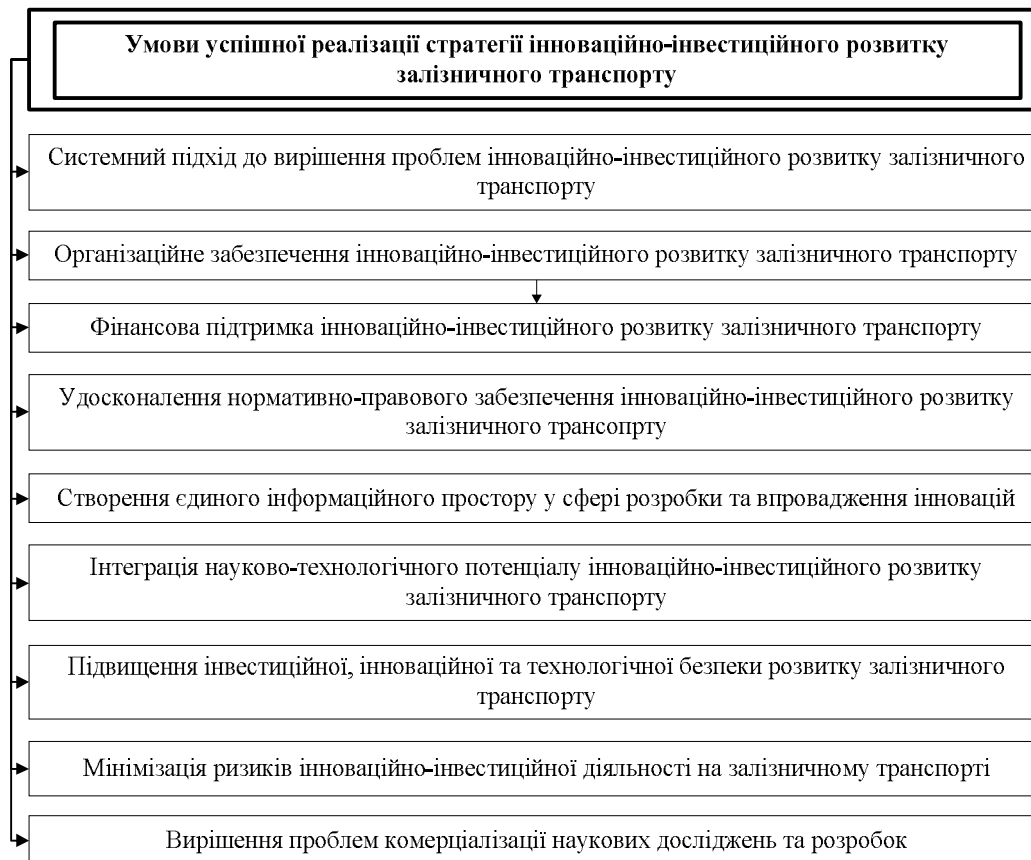 Умови успішної реалізації стратегії інноваційно-інвестиційного розвитку
залізничного транспорту
Системний підхід до вирішення проблем інноваційно-інвестиційного розвитку залізничного
транспорту
Організаційне забезпечення інноваційно-інвестиційного розвитку залізничного транспорту
Фінансова підтримка інноваційно-інвестиційного розвитку залізничного транспорту
Удосконалення нормативно-правового забезпечення інноваційно-інвестиційного розвитку
залізничного трансопрту
Створення єдиного інформаційного простору у сфері розробки та впровадження інновацій
Інтеграція науково-технологічного потенціалу інноваційно-інвестиційного розвитку
залізничного транспорту
Підвищення інвестиційної, інноваційної та технологічної безпеки розвитку залізничного
транспорту
Мінімізація ризиків інноваційно-інвестиційної діяльності на залізничному транспорті
Вирішення проблем комерціалізації наукових досліджень та розробок